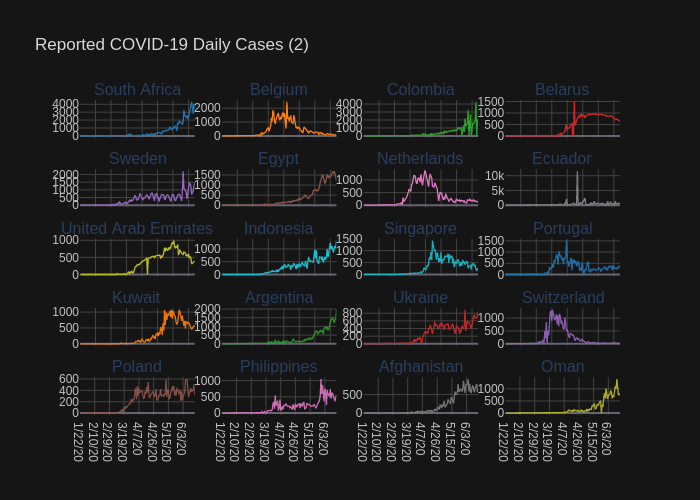 Reported COVID-19 Daily Cases (2)
South Africa Belgium Colombia Belarus
4000 3000 2000 1000 0
2000 1000 0
4000 3000 2000 1000 0
1500 1000 500 0
Sweden Egypt Netherlands Ecuador
2000 1500 1000 500 0
1500 1000 500 0
1000 500 0
10k 5k 0
United Arab Emirates Indonesia Singapore Portugal
1000 500 0
1000 500 0
1500 1000 500 0
1500 1000 500 0
Kuwait Argentina Ukraine Switzerland
1000 500 0
2000 1500 1000 500 0
800 600 400 200 0
1000 500 0
Poland Philippines Afghanistan Oman
600 400 200 0
1000 500 0
500 0
1000 500 0
1/22/20 2/10/20 2/29/20 3/19/20 4/7/20 4/26/20 5/15/20 6/3/20
1/22/20 2/10/20 2/29/20 3/19/20 4/7/20 4/26/20 5/15/20 6/3/20
1/22/20 2/10/20 2/29/20 3/19/20 4/7/20 4/26/20 5/15/20 6/3/20
1/22/20 2/10/20 2/29/20 3/19/20 4/7/20 4/26/20 5/15/20 6/3/20